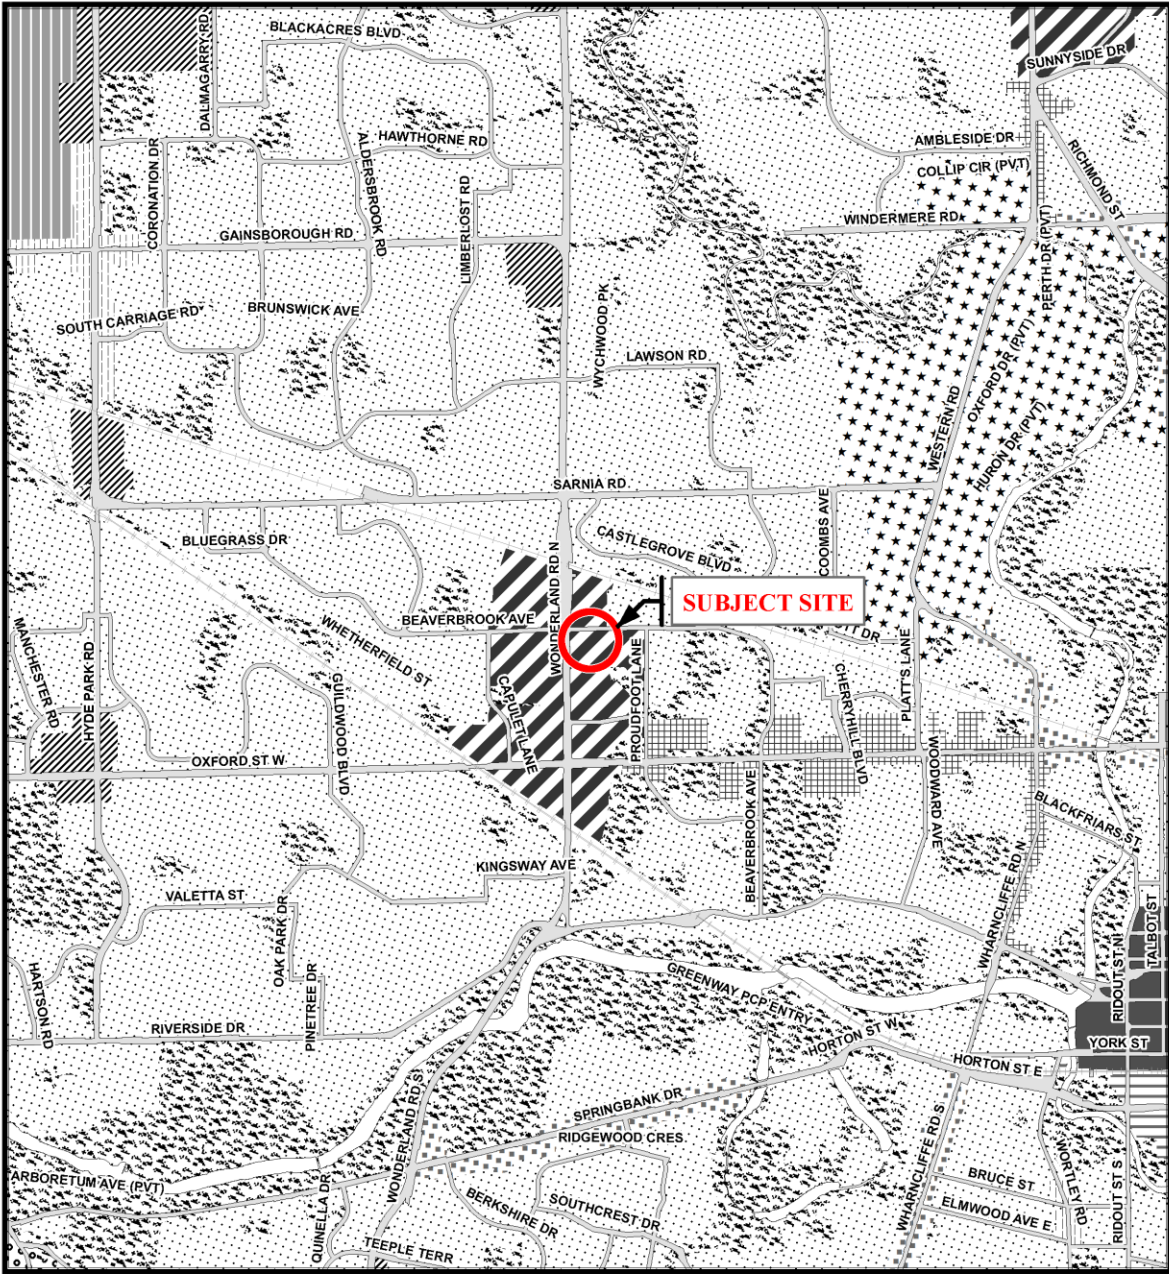 BLACKACRES BLVD
DALMAGARRY RD
SUNNYSIDE DR
HAWTHORNE RD
AMBLESIDE DR
ALDERSBROOK RD
CORONATION DR
COLLIP CIR (PVT)
RICHMOND ST
LIMBERLOST RD
WINDERMERE RD
GAINSBOROUGH RD
PERTH DR (PVT)
BRUNSWICK AVE
SOUTH CARRIAGE RD
WYCHWOOD PK
LAWSON RD
OXFORD DR (PVT)
WESTERN RD
HURON DR (PVT)
SARNIA RD
COOMBS AVE
BLUEGRASS DR
CASTLEGROVE BLVD
WONDERLAND RD N
SUBJECT SITE
BEAVERBROOK AVE
TT DR
WHETHERFIELD ST
MANCHESTER RD
HYDE PARK RD
GUILDWOOD BLVD
CAPULET LANE
PROUDFOOT LANE
CHERRYHILL BLVD
PLATT'S LANE
OXFORD ST W
WOODWARD AVE
BEAVERBROOK AVE
BLACKFRIARS ST
KINGSWAY AVE
VALETTA ST
OAK PARK DR
WHARNCLIFFE RD N
TALBOT ST
RIDOUT ST N
HARTSON RD
PINETREE DR
GREENWAY PCP ENTRY
RIVERSIDE DR
HORTON ST W
YORK ST
HORTON ST E
SPRINGBANK DR
RIDGEWOOD CRES
WONDERLAND RD S
WHARNCLIFFE RD S
ARBORETUM AVE (PVT)
BRUCE ST
WORTLEY RD
RIDOUT ST S
QUINELLA DR
BERKSHIRE DR
SOUTHCREST DR
ELMWOOD AVE E
TEEPLE TERR